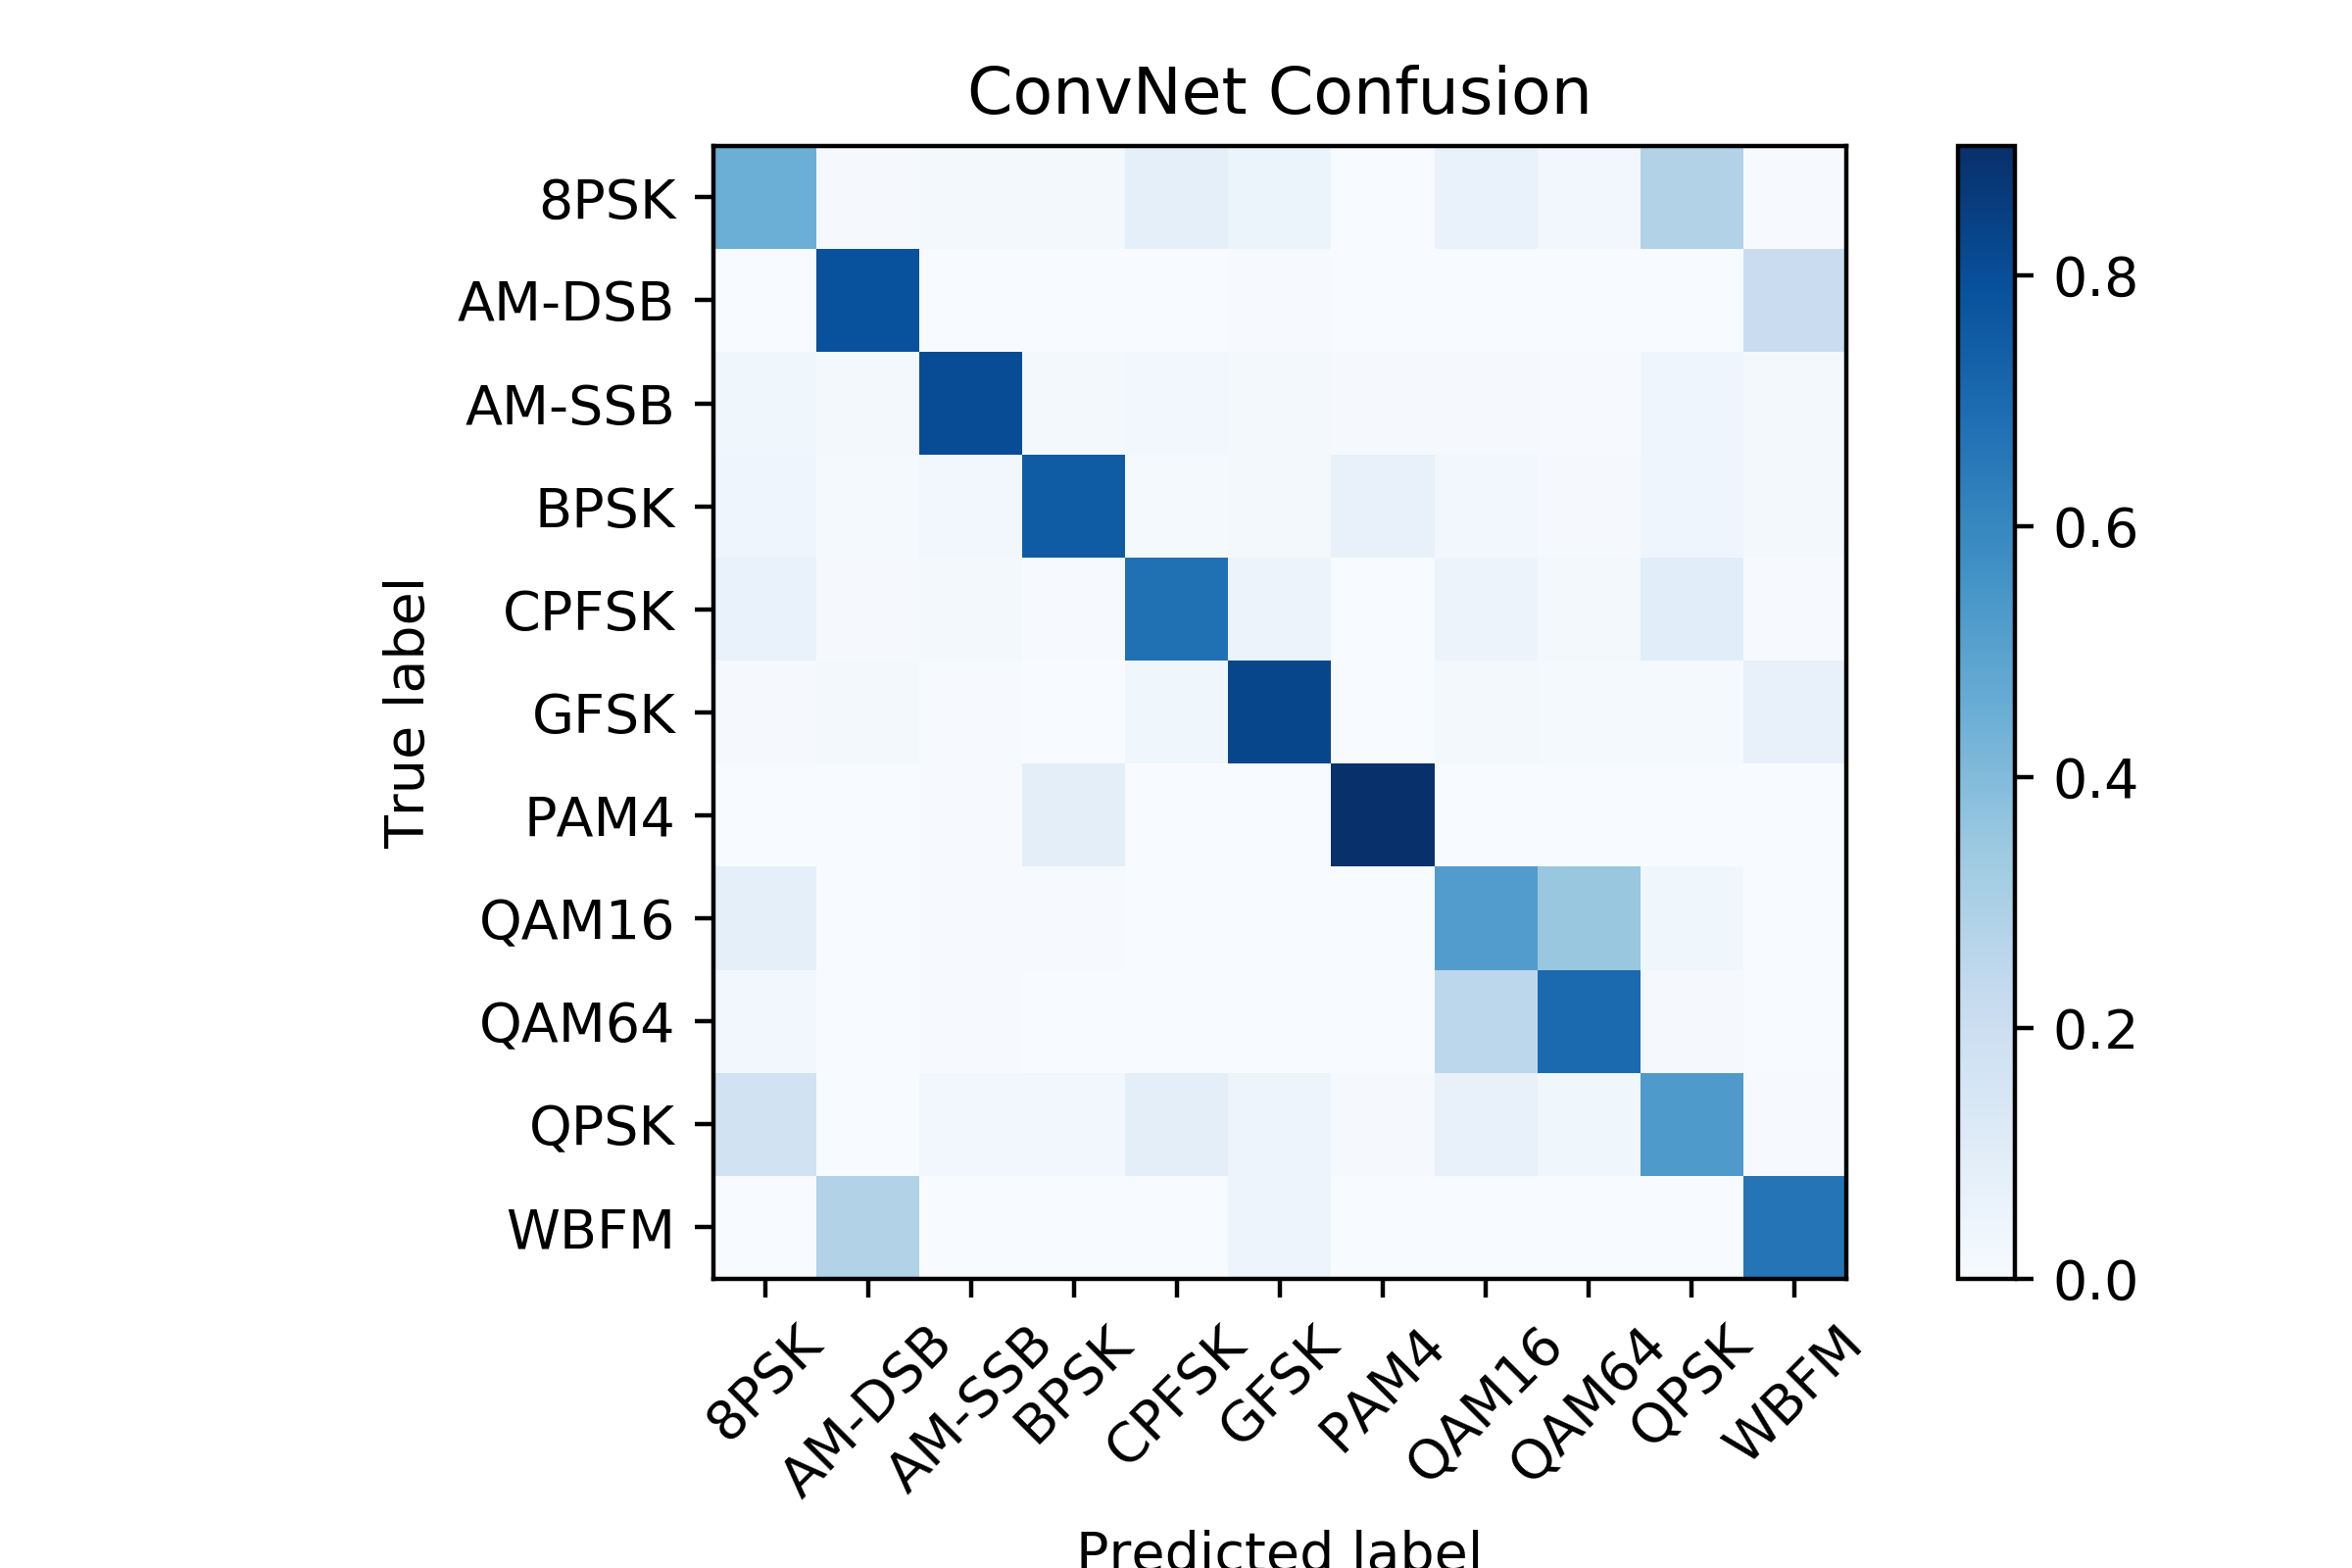 ConvNet Confusion
True label
8PSK
AM-DSB
AM-SSB
BPSK
CPFSK
GFSK
PAM4
QAM16
QAM64
QPSK
WBFM
8PSK
AM-DSB
AM-SSB
BPSK
CPFSK
GFSK
PAM4
QAM16
QAM64
QPSK
WBFM
Predicted label
0.8
0.6
0.4
0.2
0.0